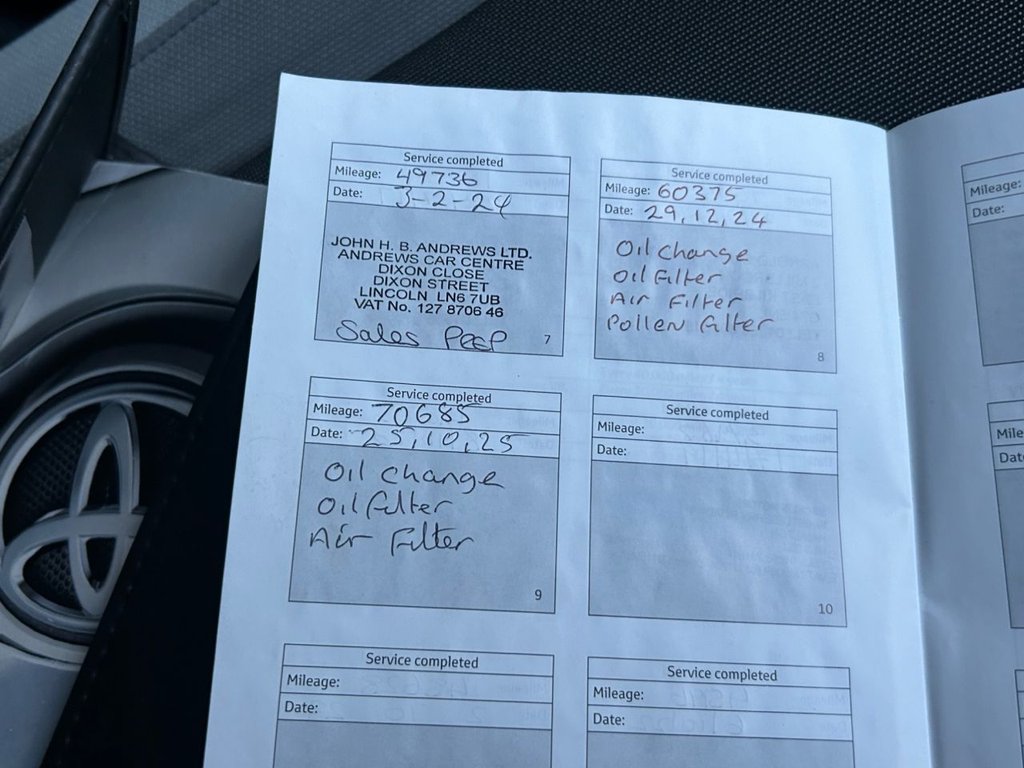 Service completed
Mileage: 49736
Date: 3-2-24
JOHN H. B. ANDREWS LTD.
ANDREWS CAR CENTRE
DIXON CLOSE
DIXON STREET
LINCOLN LN6 7UB
VAT No. 127 8706 46
Sales Prep
7
Service completed
Mileage: 60375
Date: 29,12,24
Oil Change
Oil Filter
Air Filter
Pollen Filter
8
Service completed
Mileage: 70685
Date: 25,10,25
Oil Change
Oil Filter
Air Filter
9
Service completed
Mileage:
Date:
10
Service completed
Mileage:
Date:
Service completed
Mileage:
Date:
Mileage:
Date: